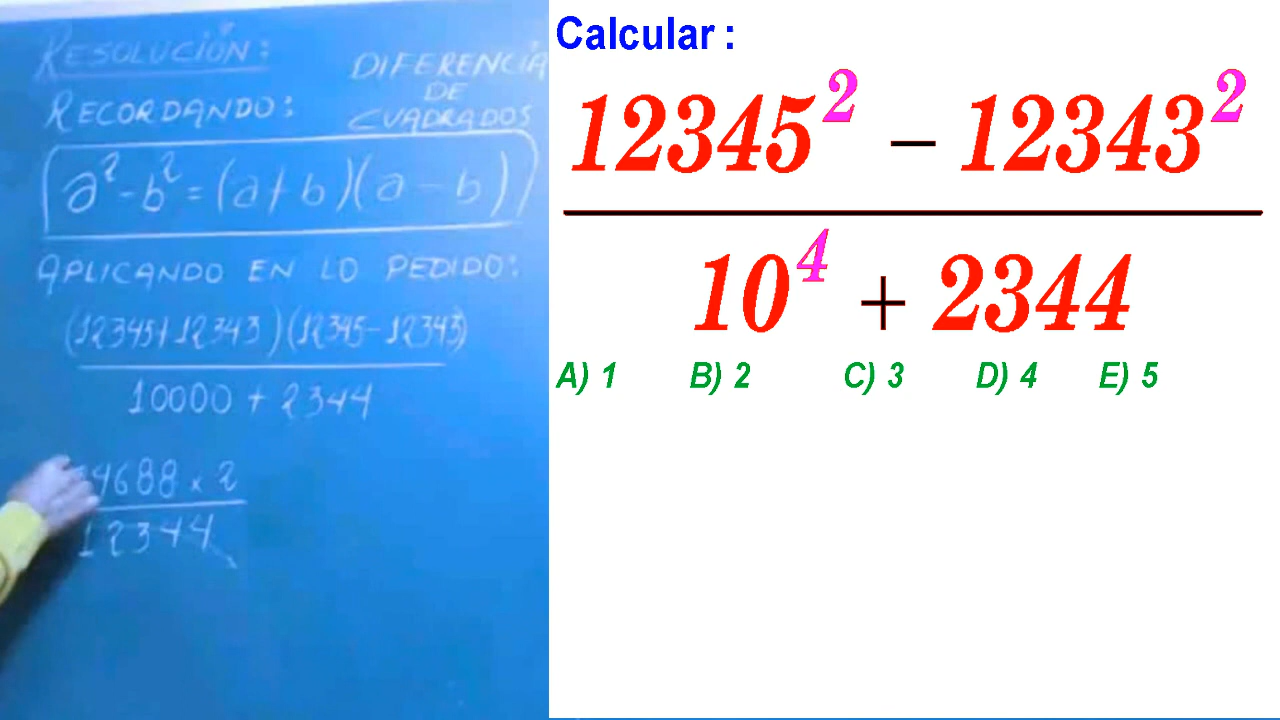 RESOLUCIÓN:
RECORDANDO:
DIFERENCIA
DE
CUADRADOS
a² - b² = (a + b)(a - b)
APLICANDO EN LO PEDIDO:
(12345+12343)(12345-12343)
10000 + 2344
4688 x 2
12344
Calcular :
12345² - 12343²
10⁴ + 2344
A) 1 B) 2 C) 3 D) 4 E) 5